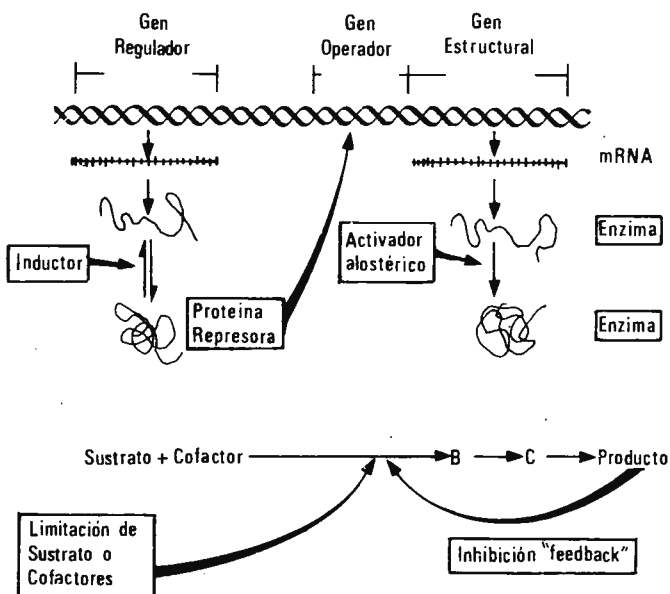 Gen
Regulador
Gen
Operador
Gen
Estructural
mRNA
Enzima
Inductor
Activador
alostérico
Proteína
Represora
Enzima
Sustrato + Cofactor
B
C
Producto
Limitación de
Sustrato o
Cofactores
Inhibición "feedback"